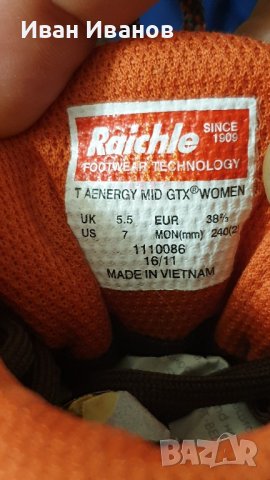 Иван Иванов
Raichle SINCE 1909
FOOTWEAR TECHNOLOGY
T AENERGY MID GTX® WOMEN
UK 5.5 EUR 38⅔
US 7 MON(mm) 240(2
1110086
16/11
MADE IN VIETNAM
BAZAR